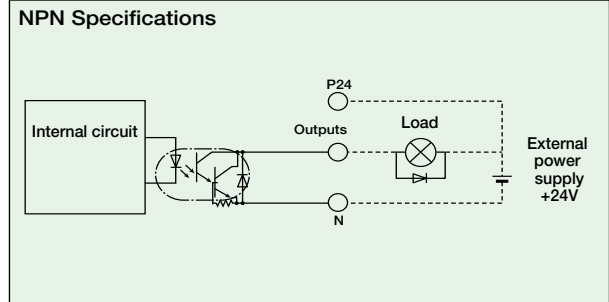 NPN Specifications
P24
Internal circuit
Outputs
Load
External
power
supply
+24V
N